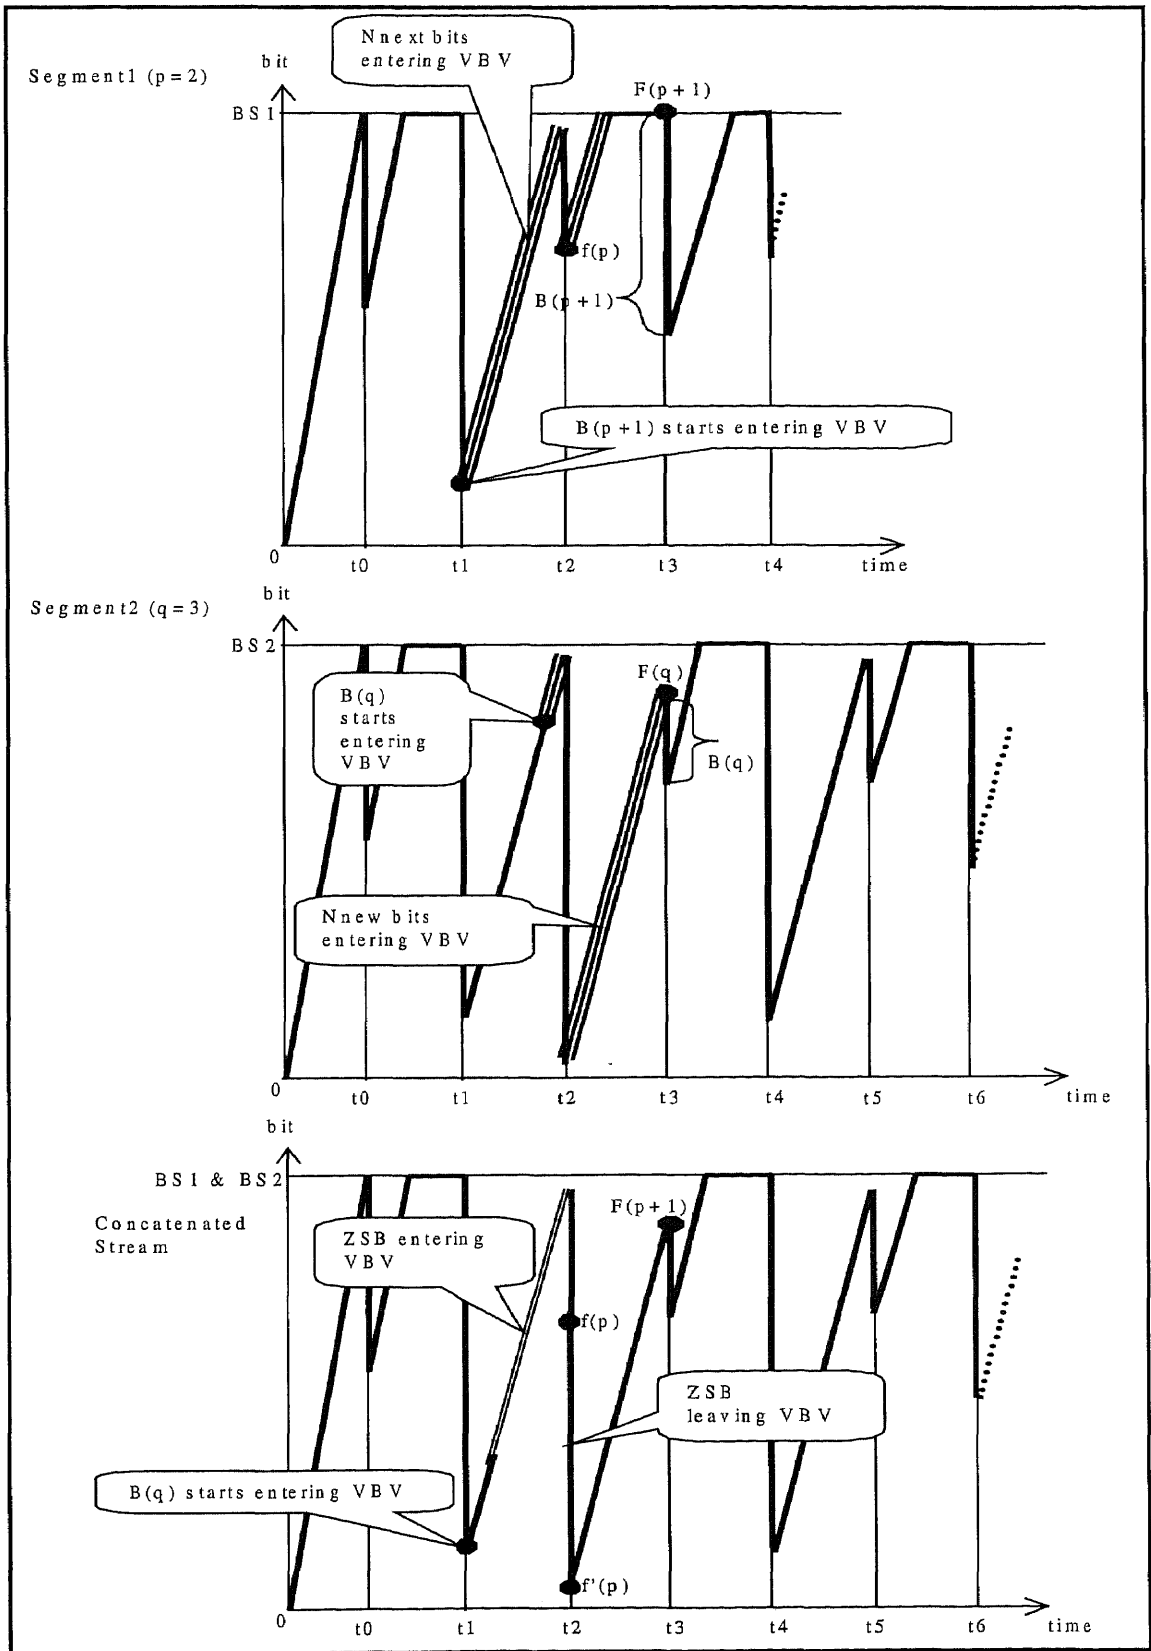 Segment1 (p=2)
bit
BS1
Nnext bits
entering VBV
F(p+1)
f(p)
B(p+1)
B(p+1) starts entering VBV
0
t0
t1
t2
t3
t4
time
Segment2 (q=3)
bit
BS2
B(q)
starts
entering
VBV
F(q)
B(q)
Nnew bits
entering VBV
0
t0
t1
t2
t3
t4
t5
t6
time
bit
BS1 & BS2
Concatenated
Stream
ZSB entering
VBV
F(p+1)
f(p)
ZSB
leaving VBV
B(q) starts entering VBV
f'(p)
0
t0
t1
t2
t3
t4
t5
t6
time